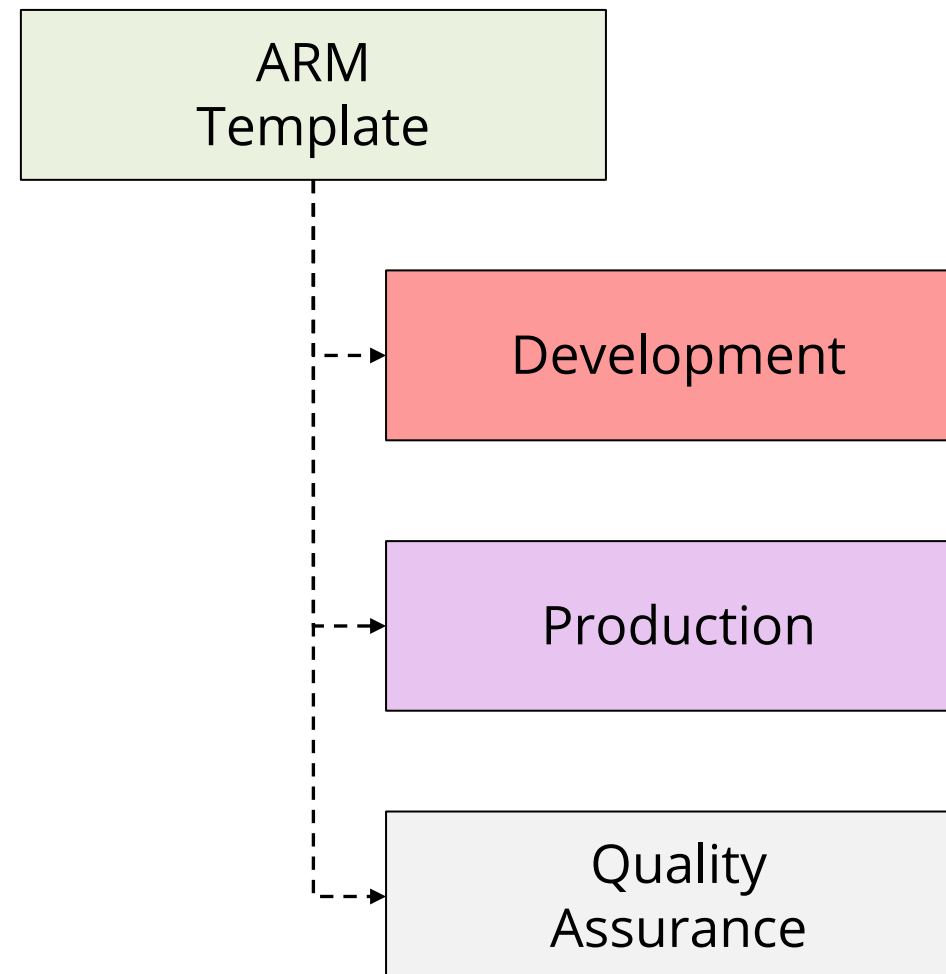 ARM
Template
Development
Production
Quality
Assurance